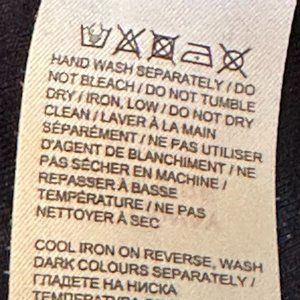 HAND WASH SEPARATELY / DO
NOT BLEACH / DO NOT TUMBLE
DRY / IRON, LOW / DO NOT DRY
CLEAN / LAVER À LA MAIN
SÉPARÉMENT / NE PAS UTILISER
D'AGENT DE BLANCHIMENT / NE
PAS SÉCHER EN MACHINE /
REPASSER À BASSE
TEMPÉRATURE / NE PAS
NETTOYER À SEC
COOL IRON ON REVERSE, WASH
DARK COLOURS SEPARATELY /
ГЛАДЕТЕ НА НИСКА
ТЕМПЕРАТУРА